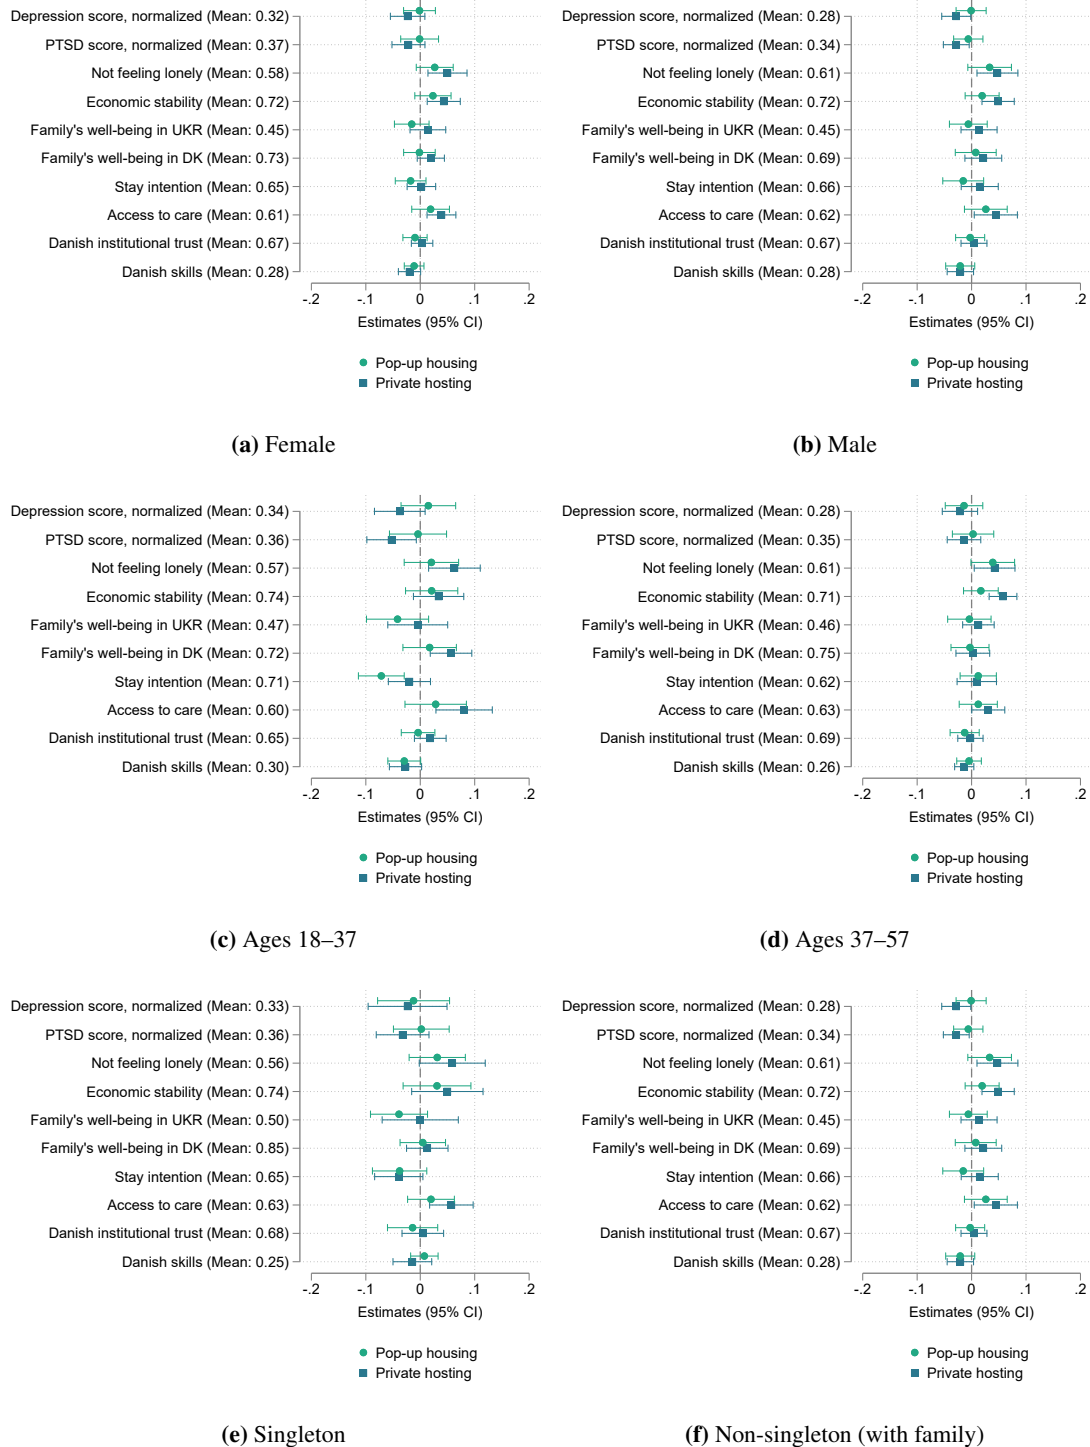 Depression score, normalized (Mean: 0.32)
PTSD score, normalized (Mean: 0.37)
Not feeling lonely (Mean: 0.58)
Economic stability (Mean: 0.72)
Family's well-being in UKR (Mean: 0.45)
Family's well-being in DK (Mean: 0.73)
Stay intention (Mean: 0.65)
Access to care (Mean: 0.61)
Danish institutional trust (Mean: 0.67)
Danish skills (Mean: 0.28)
-.2 -.1 0 .1 .2
Estimates (95% CI)
Pop-up housing
Private hosting
(a) Female
Depression score, normalized (Mean: 0.28)
PTSD score, normalized (Mean: 0.34)
Not feeling lonely (Mean: 0.61)
Economic stability (Mean: 0.72)
Family's well-being in UKR (Mean: 0.45)
Family's well-being in DK (Mean: 0.69)
Stay intention (Mean: 0.66)
Access to care (Mean: 0.62)
Danish institutional trust (Mean: 0.67)
Danish skills (Mean: 0.28)
-.2 -.1 0 .1 .2
Estimates (95% CI)
Pop-up housing
Private hosting
(b) Male
Depression score, normalized (Mean: 0.34)
PTSD score, normalized (Mean: 0.36)
Not feeling lonely (Mean: 0.57)
Economic stability (Mean: 0.74)
Family's well-being in UKR (Mean: 0.47)
Family's well-being in DK (Mean: 0.72)
Stay intention (Mean: 0.71)
Access to care (Mean: 0.60)
Danish institutional trust (Mean: 0.65)
Danish skills (Mean: 0.30)
-.2 -.1 0 .1 .2
Estimates (95% CI)
Pop-up housing
Private hosting
(c) Ages 18–37
Depression score, normalized (Mean: 0.28)
PTSD score, normalized (Mean: 0.35)
Not feeling lonely (Mean: 0.61)
Economic stability (Mean: 0.71)
Family's well-being in UKR (Mean: 0.46)
Family's well-being in DK (Mean: 0.75)
Stay intention (Mean: 0.62)
Access to care (Mean: 0.63)
Danish institutional trust (Mean: 0.69)
Danish skills (Mean: 0.26)
-.2 -.1 0 .1 .2
Estimates (95% CI)
Pop-up housing
Private hosting
(d) Ages 37–57
Depression score, normalized (Mean: 0.33)
PTSD score, normalized (Mean: 0.36)
Not feeling lonely (Mean: 0.56)
Economic stability (Mean: 0.74)
Family's well-being in UKR (Mean: 0.50)
Family's well-being in DK (Mean: 0.85)
Stay intention (Mean: 0.65)
Access to care (Mean: 0.63)
Danish institutional trust (Mean: 0.68)
Danish skills (Mean: 0.25)
-.2 -.1 0 .1 .2
Estimates (95% CI)
Pop-up housing
Private hosting
(e) Singleton
Depression score, normalized (Mean: 0.28)
PTSD score, normalized (Mean: 0.34)
Not feeling lonely (Mean: 0.61)
Economic stability (Mean: 0.72)
Family's well-being in UKR (Mean: 0.45)
Family's well-being in DK (Mean: 0.69)
Stay intention (Mean: 0.66)
Access to care (Mean: 0.62)
Danish institutional trust (Mean: 0.67)
Danish skills (Mean: 0.28)
-.2 -.1 0 .1 .2
Estimates (95% CI)
Pop-up housing
Private hosting
(f) Non-singleton (with family)